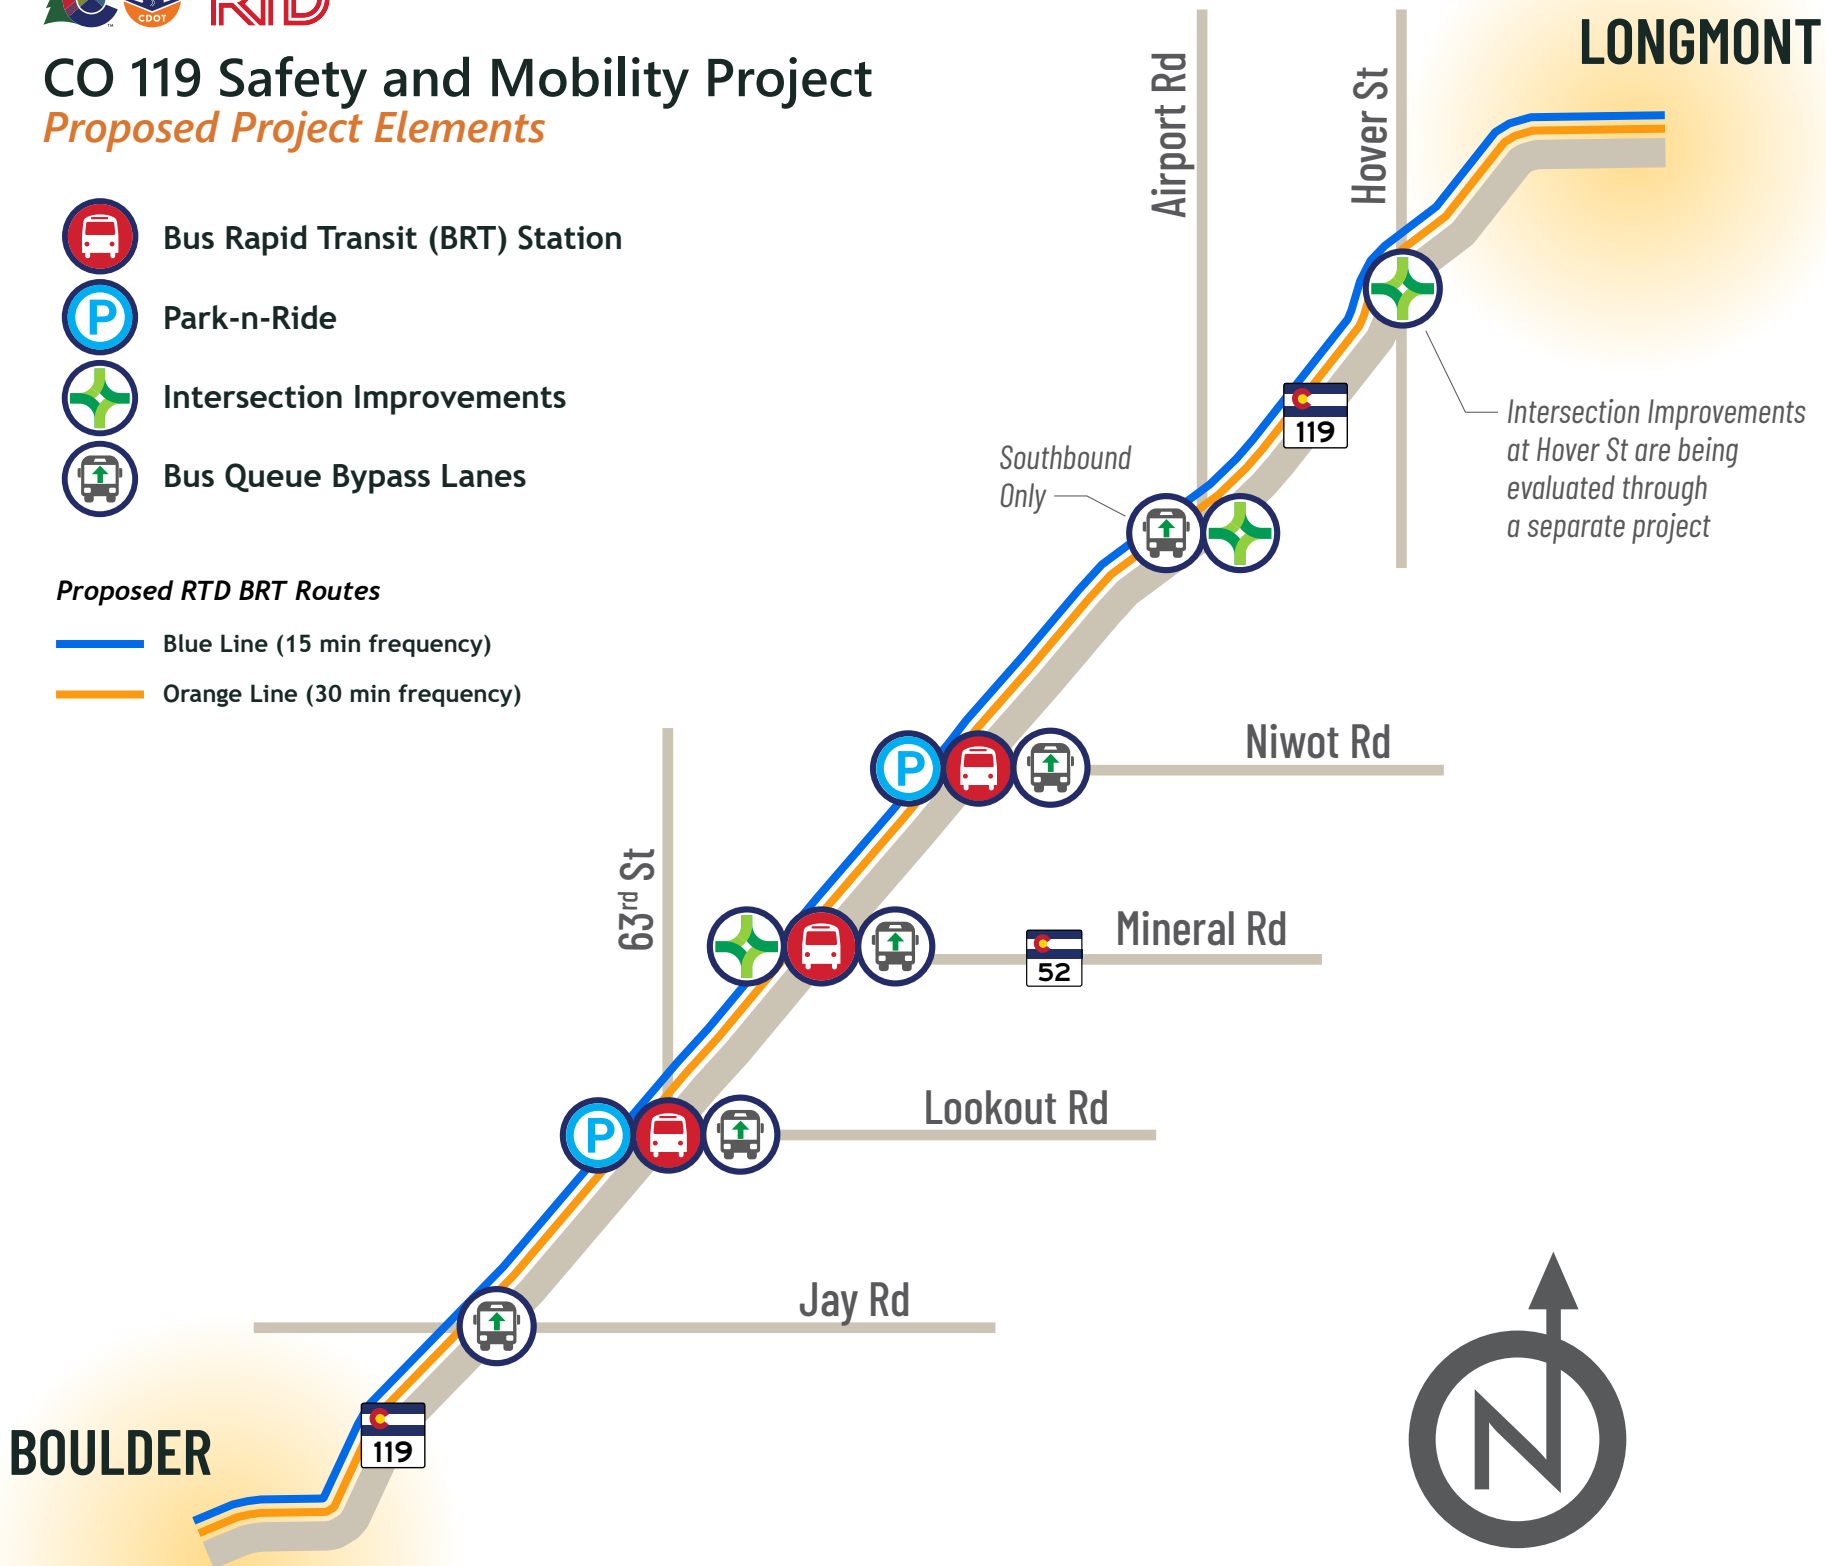 CDOT
RTD
CO 119 Safety and Mobility Project
Proposed Project Elements
Bus Rapid Transit (BRT) Station
P
Park-n-Ride
Intersection Improvements
Bus Queue Bypass Lanes
Proposed RTD BRT Routes
Blue Line (15 min frequency)
Orange Line (30 min frequency)
LONGMONT
Airport Rd
Hover St
119
Intersection Improvements
at Hover St are being
evaluated through
a separate project
Southbound
Only
P
Niwot Rd
63rd St
Mineral Rd
52
P
Lookout Rd
Jay Rd
119
BOULDER
N